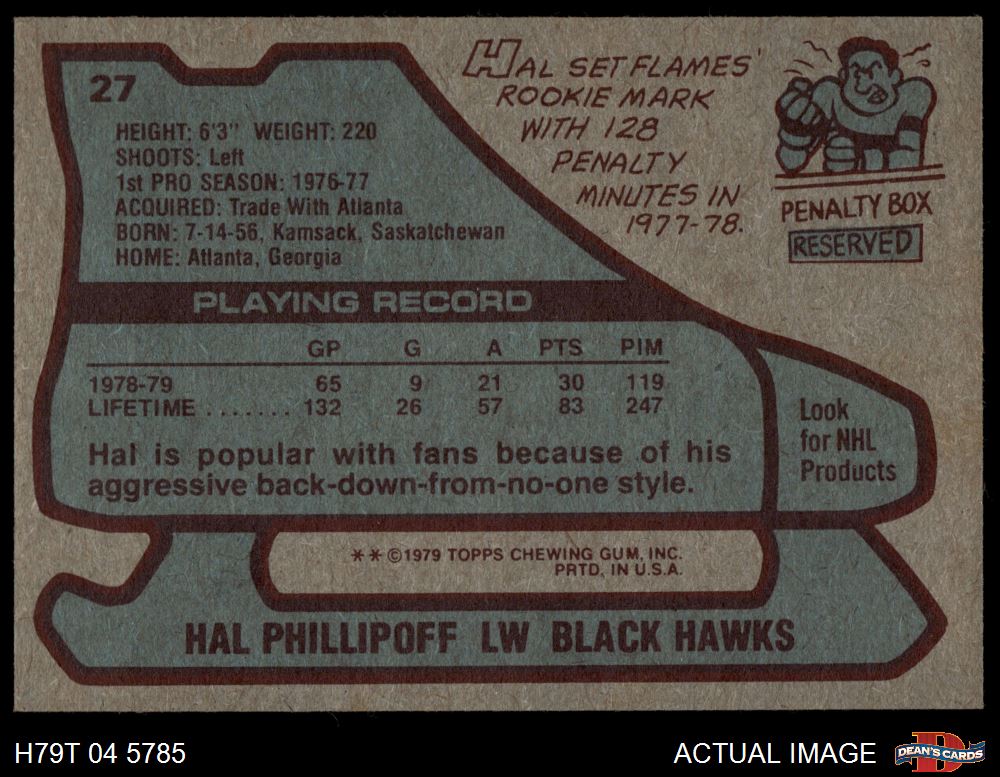 27
HEIGHT: 6'3" WEIGHT: 220
SHOOTS: Left
1st PRO SEASON: 1976-77
ACQUIRED: Trade With Atlanta
BORN: 7-14-56, Kamsack, Saskatchewan
HOME: Atlanta, Georgia
HAL SET FLAMES'
ROOKIE MARK
WITH 128
PENALTY
MINUTES IN
1977-78.
PENALTY BOX
RESERVED
PLAYING RECORD
GP G A PTS PIM
1978-79 65 9 21 30 119
LIFETIME ....... 132 26 57 83 247
Hal is popular with fans because of his
aggressive back-down-from-no-one style.
Look
for NHL
Products
** ©1979 TOPPS CHEWING GUM, INC.
PRTD. IN U.S.A.
HAL PHILLIPOFF LW BLACK HAWKS
H79T 04 5785
ACTUAL IMAGE
D
DEAN'S CARDS